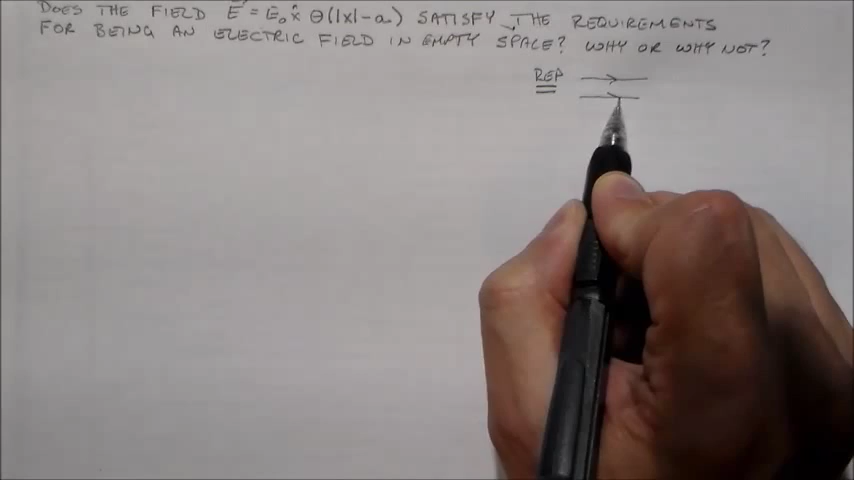 DOES THE FIELD E⃗ = E₀ x̂ Θ(|x|-a) SATISFY THE REQUIREMENTS
FOR BEING AN ELECTRIC FIELD IN EMPTY SPACE? WHY OR WHY NOT?
REP